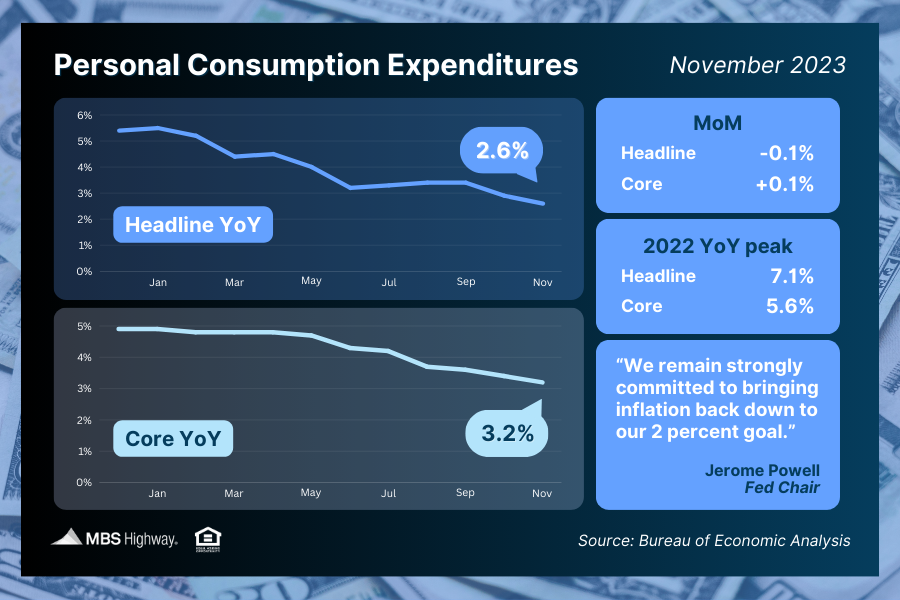 Personal Consumption Expenditures
November 2023
6%
5%
4%
3%
2%
1%
0%
2.6%
Headline YoY
Jan Mar May Jul Sep Nov
5%
4%
3%
2%
1%
0%
Core YoY
3.2%
Jan Mar May Jul Sep Nov
MoM
Headline -0.1%
Core +0.1%
2022 YoY peak
Headline 7.1%
Core 5.6%
“We remain strongly
committed to bringing
inflation back down to
our 2 percent goal.”
Jerome Powell
Fed Chair
MBS Highway
EQUAL HOUSING
OPPORTUNITY
Source: Bureau of Economic Analysis